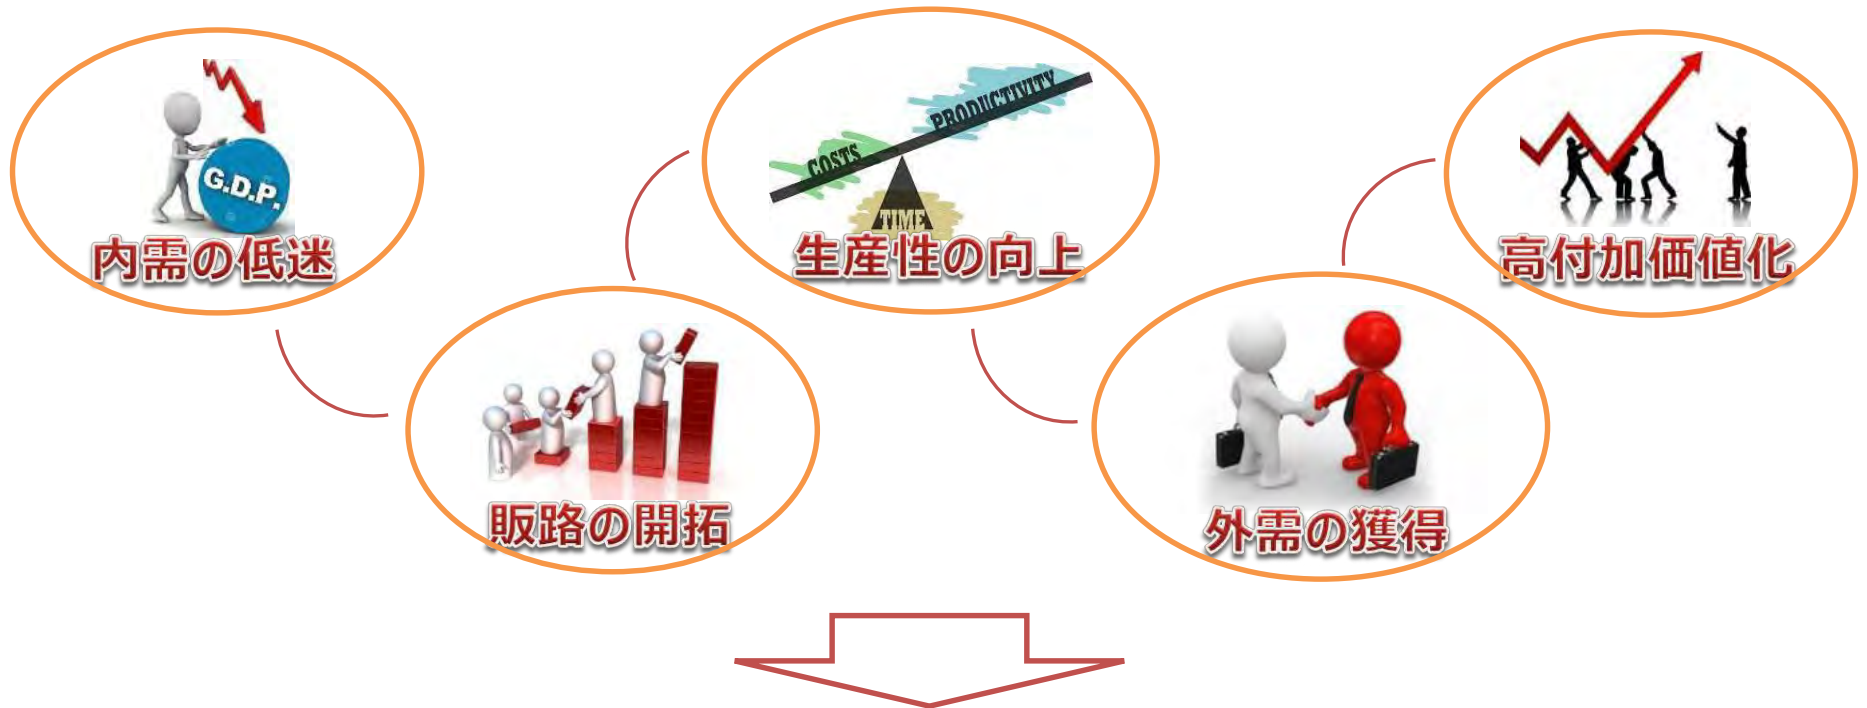 G.D.P.
内需の低迷
販路の開拓
PRODUCTIVITY
COSTS
TIME
生産性の向上
外需の獲得
高付加価値化